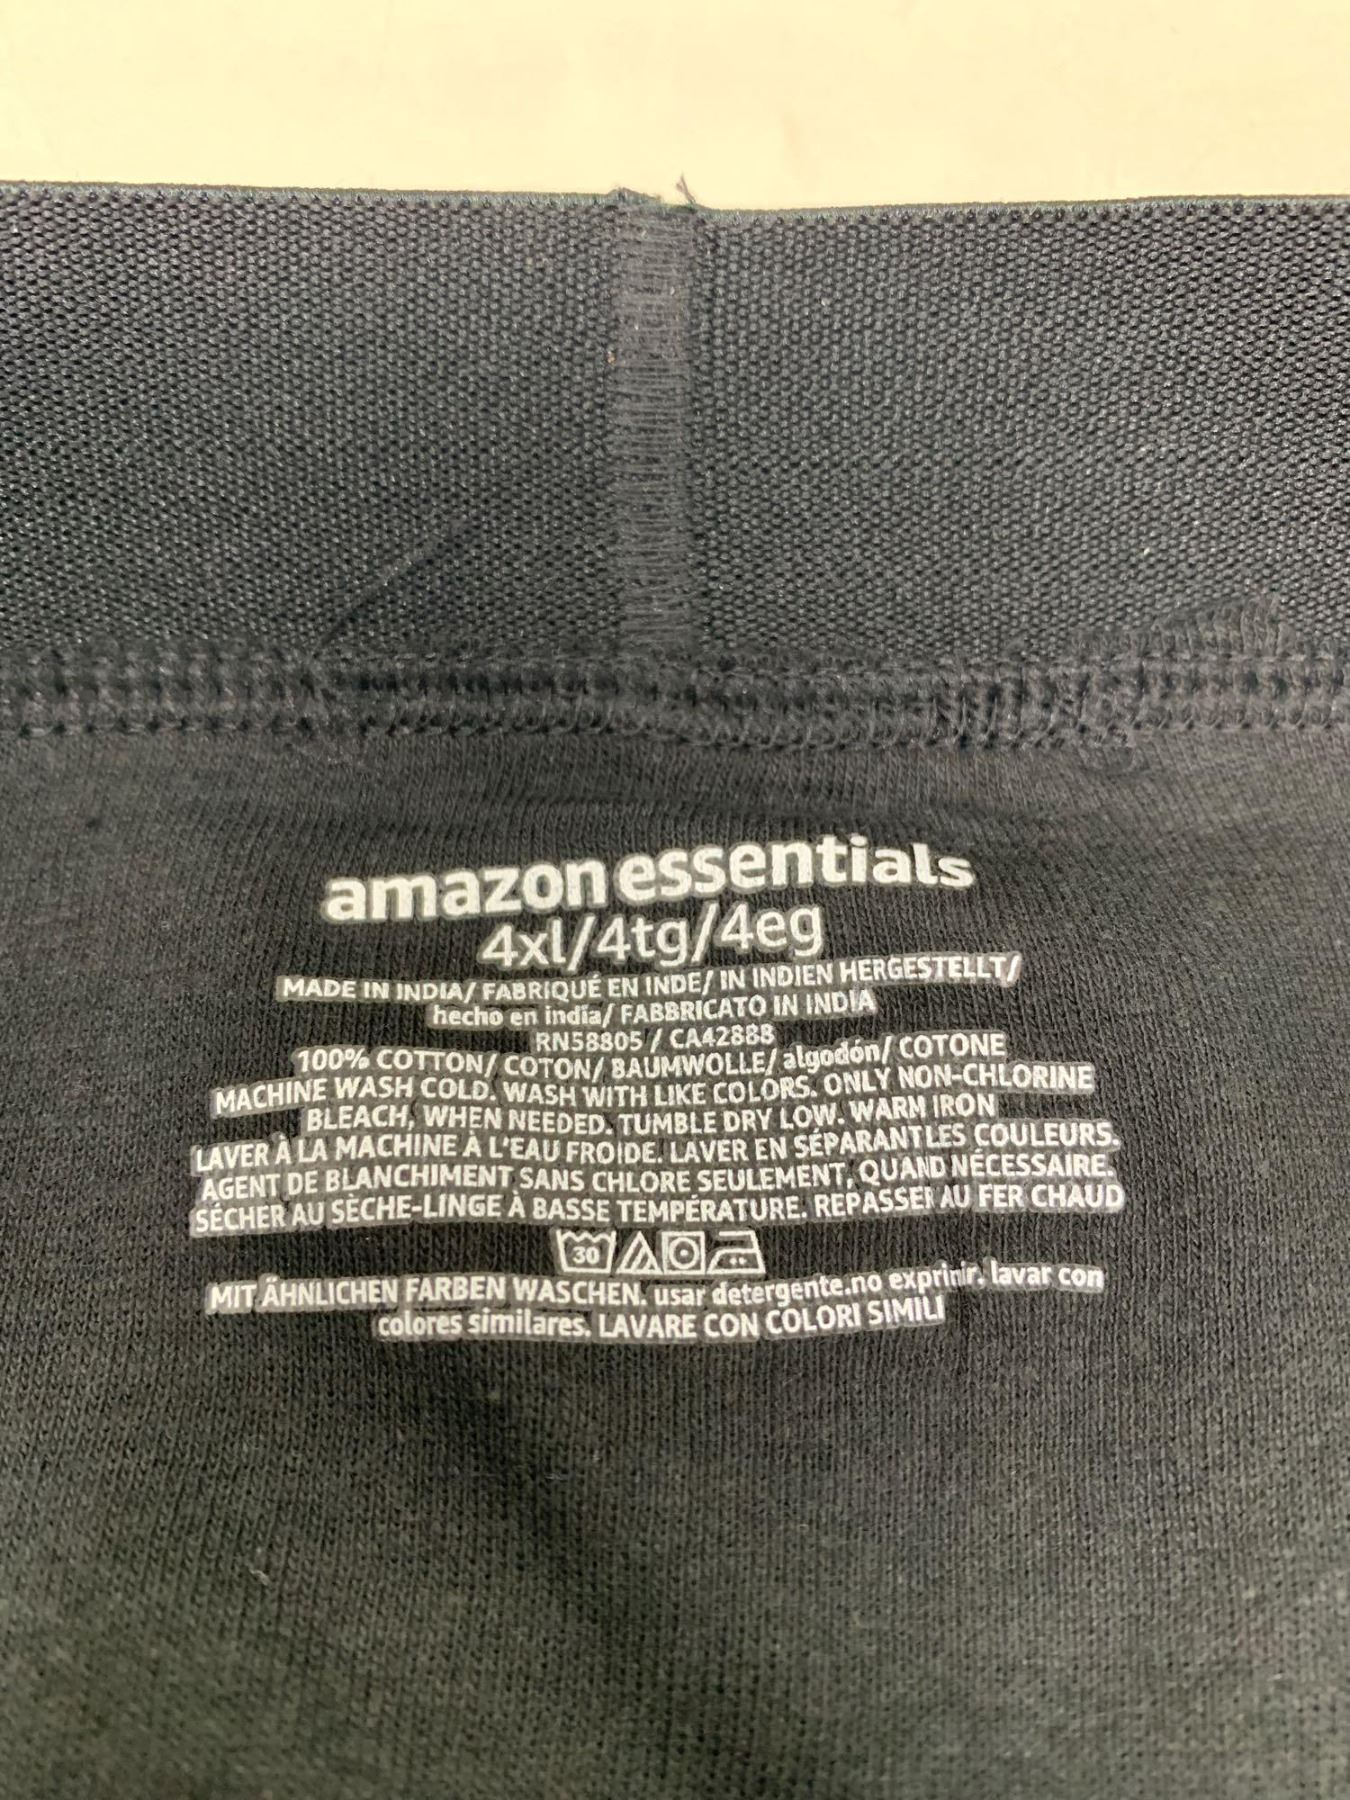 amazon essentials
4xl/4tg/4eg
MADE IN INDIA/ FABRIQUÉ EN INDE/ IN INDIEN HERGESTELLT/
hecho en india/ FABBRICATO IN INDIA
RN58805 / CA42888
100% COTTON/ COTON/ BAUMWOLLE/ algodón/ COTONE
MACHINE WASH COLD. WASH WITH LIKE COLORS. ONLY NON-CHLORINE
BLEACH, WHEN NEEDED. TUMBLE DRY LOW. WARM IRON
LAVER À LA MACHINE À L'EAU FROIDE. LAVER EN SÉPARANT LES COULEURS.
AGENT DE BLANCHIMENT SANS CHLORE SEULEMENT, QUAND NÉCESSAIRE.
SÉCHER AU SÈCHE-LINGE À BASSE TEMPÉRATURE. REPASSER AU FER CHAUD
30
MIT ÄHNLICHEN FARBEN WASCHEN. usar detergente.no exprimir. lavar con
colores similares. LAVARE CON COLORI SIMILI